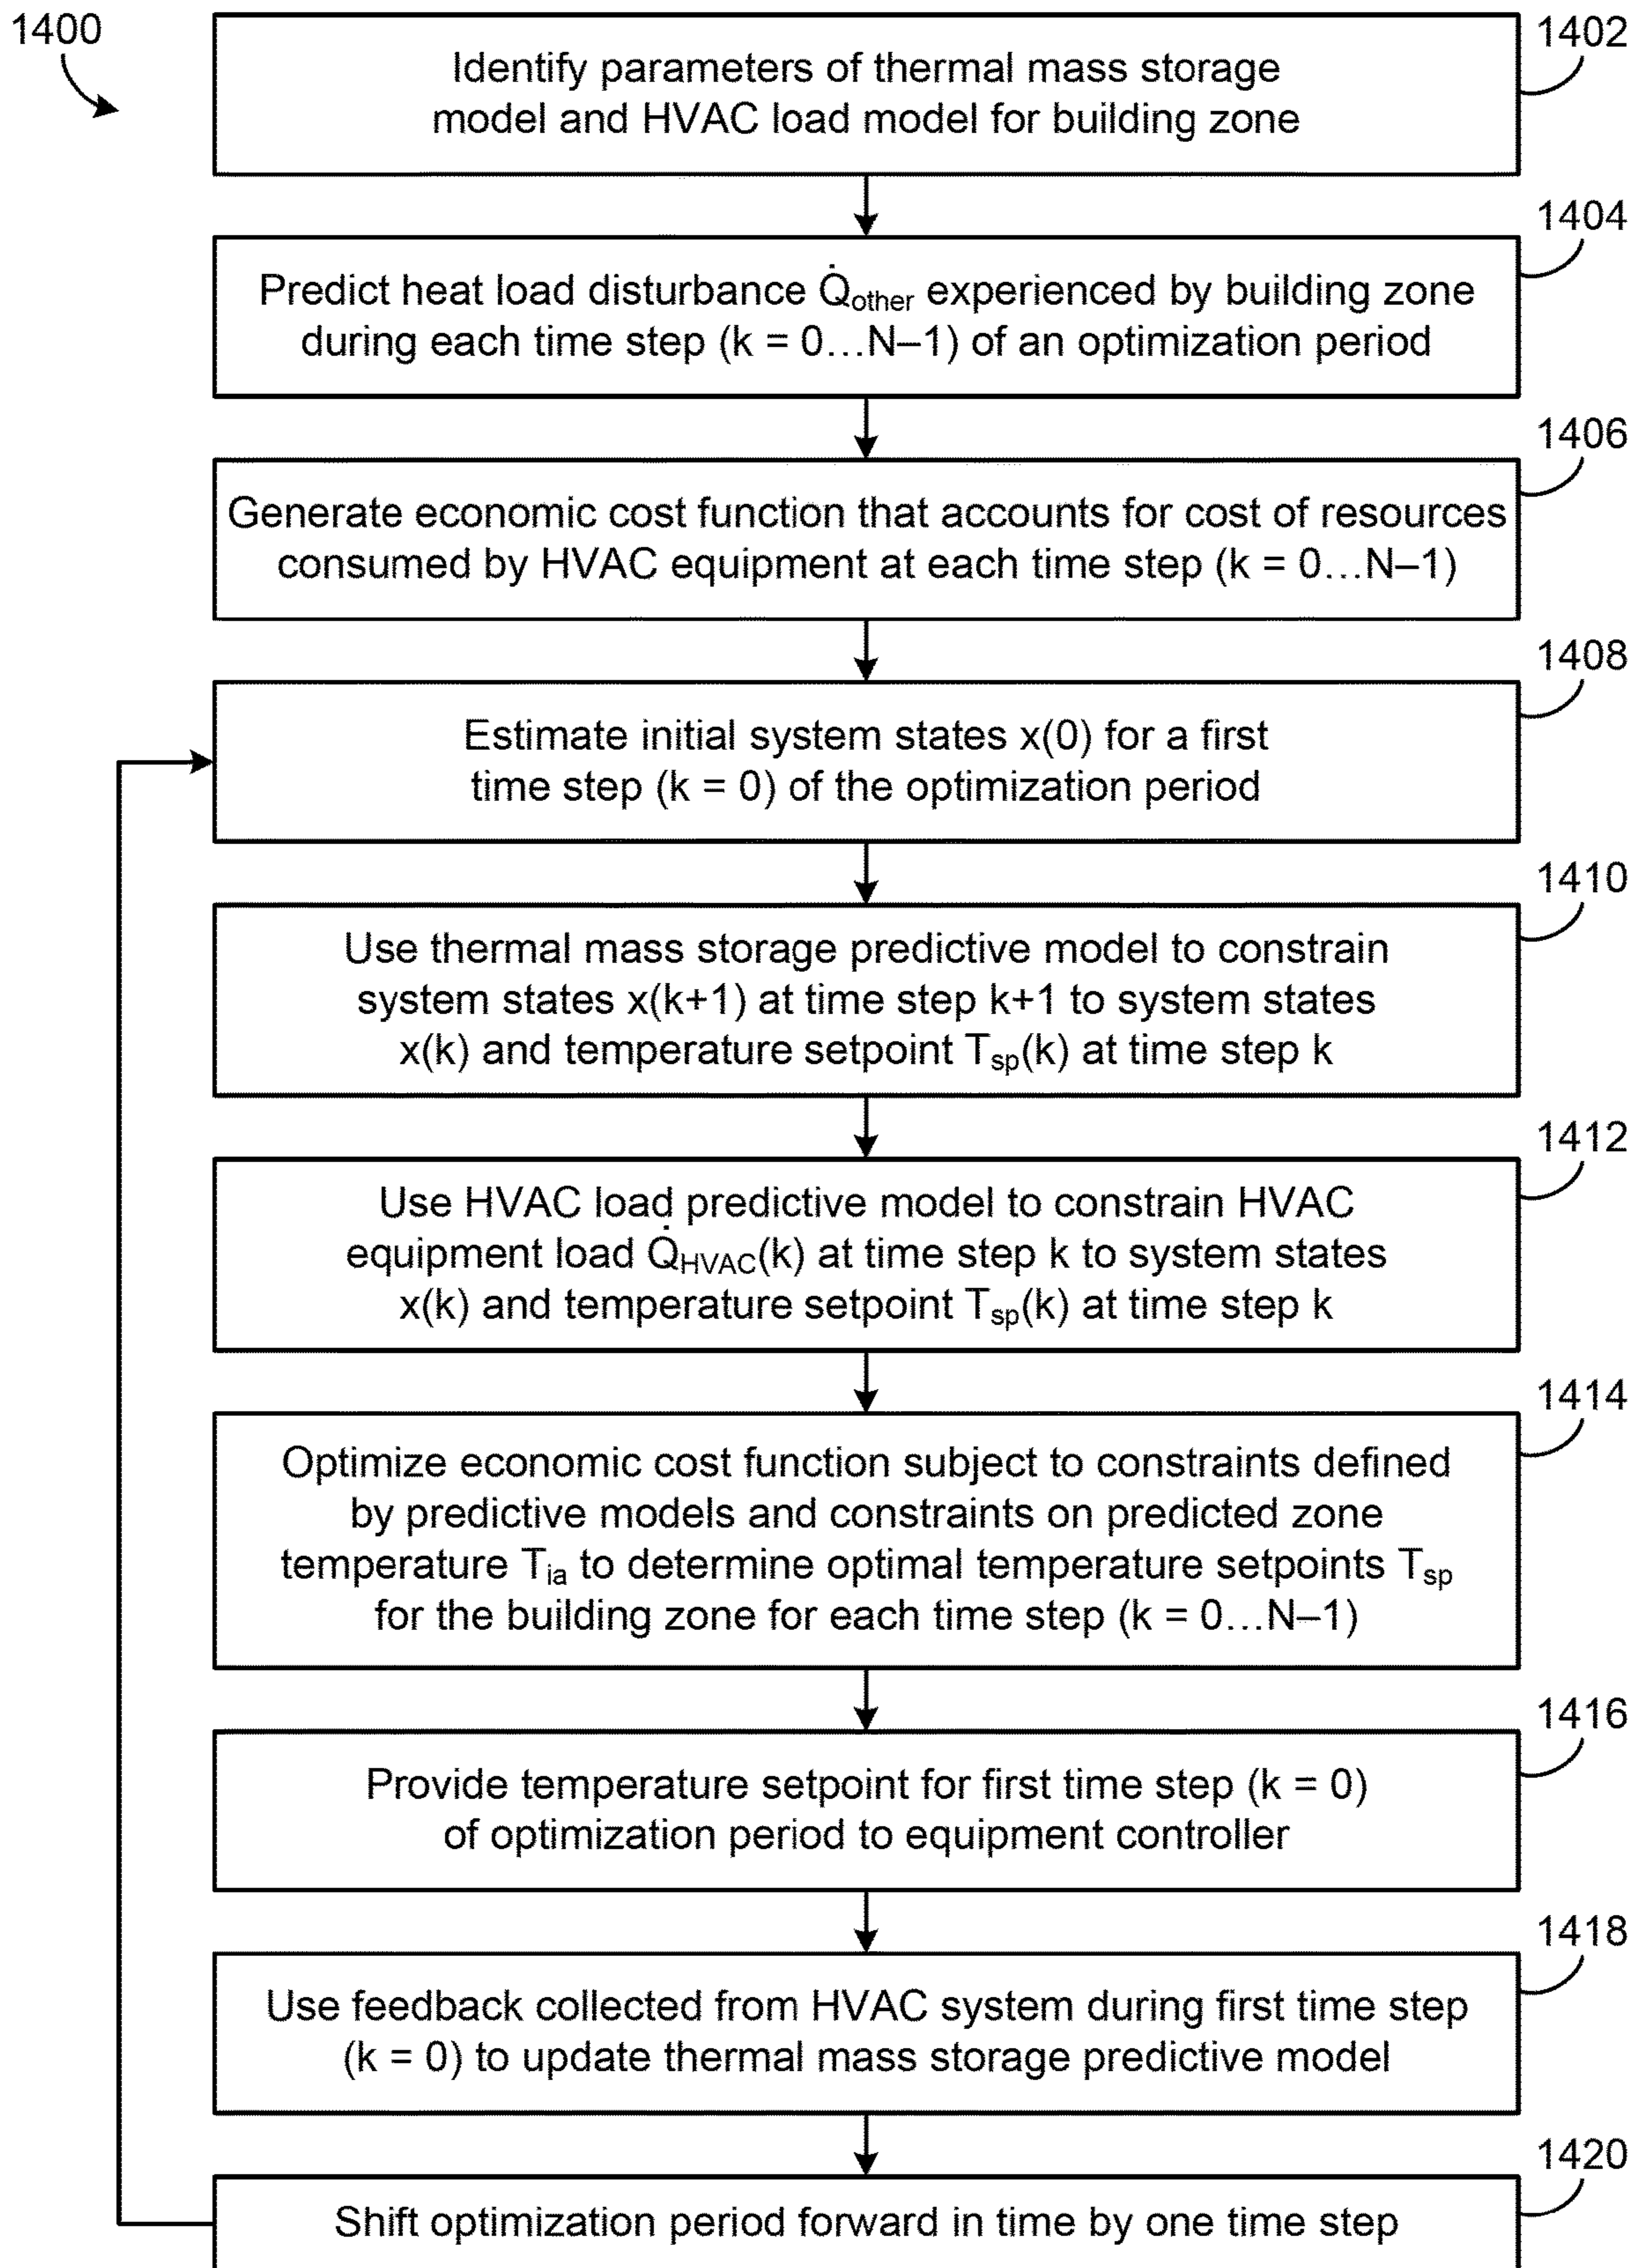 1400
1402
Identify parameters of thermal mass storage
model and HVAC load model for building zone
1404
Predict heat load disturbance Q̇other experienced by building zone
during each time step (k = 0…N–1) of an optimization period
1406
Generate economic cost function that accounts for cost of resources
consumed by HVAC equipment at each time step (k = 0…N–1)
1408
Estimate initial system states x(0) for a first
time step (k = 0) of the optimization period
1410
Use thermal mass storage predictive model to constrain
system states x(k+1) at time step k+1 to system states
x(k) and temperature setpoint Tsp(k) at time step k
1412
Use HVAC load predictive model to constrain HVAC
equipment load Q̇HVAC(k) at time step k to system states
x(k) and temperature setpoint Tsp(k) at time step k
1414
Optimize economic cost function subject to constraints defined
by predictive models and constraints on predicted zone
temperature Tia to determine optimal temperature setpoints Tsp
for the building zone for each time step (k = 0…N–1)
1416
Provide temperature setpoint for first time step (k = 0)
of optimization period to equipment controller
1418
Use feedback collected from HVAC system during first time step
(k = 0) to update thermal mass storage predictive model
1420
Shift optimization period forward in time by one time step